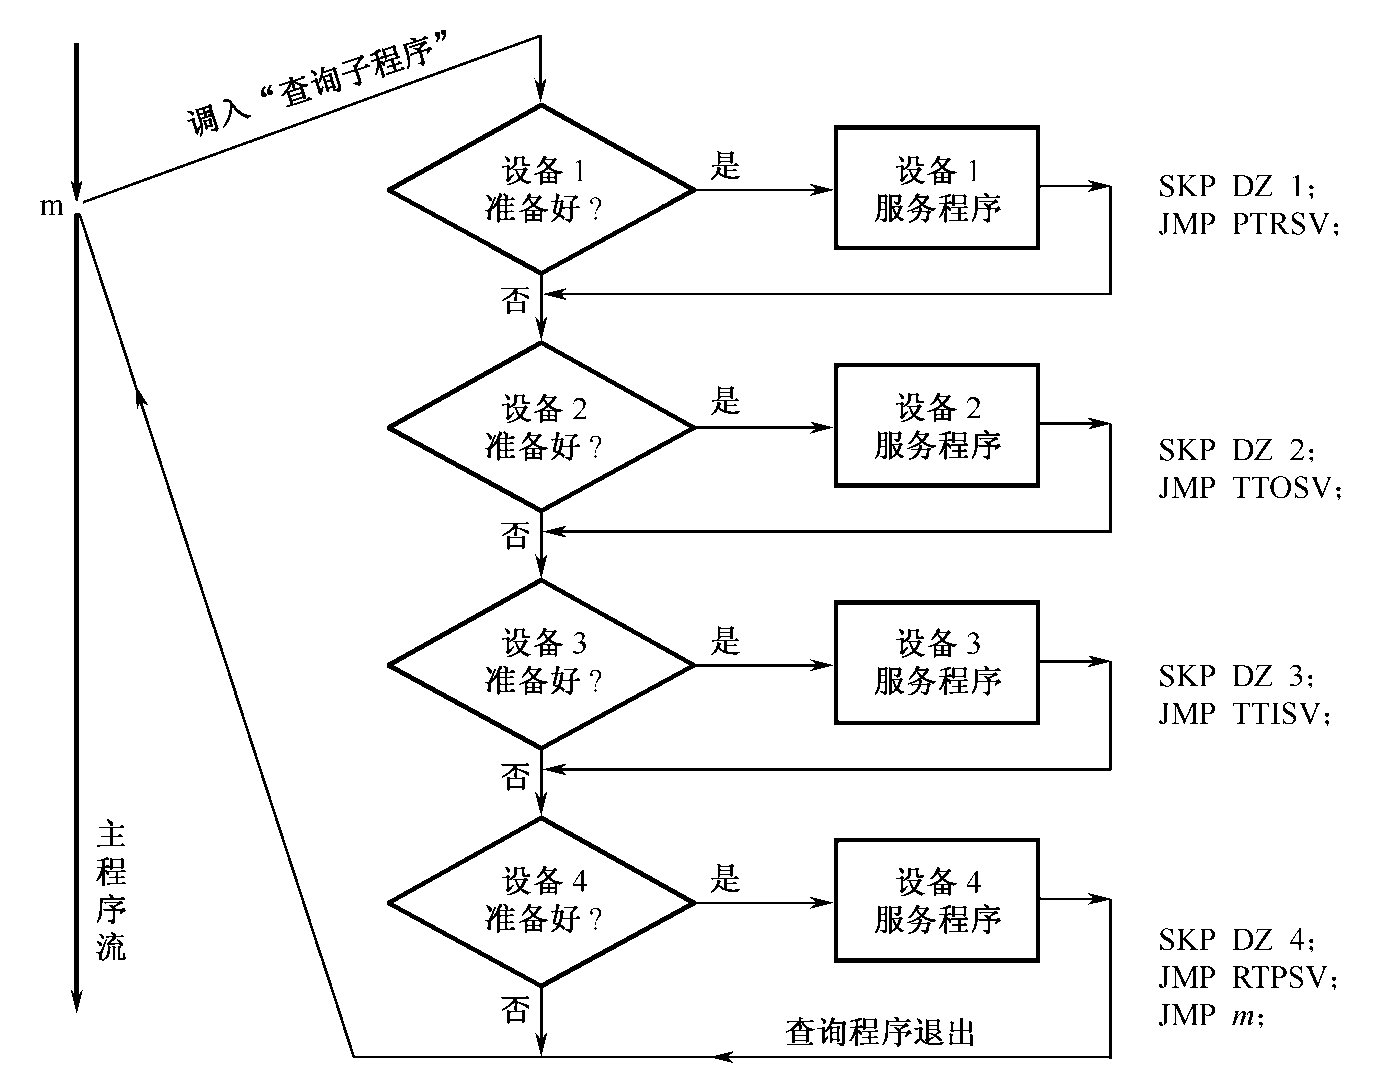 调入“查询子程序”
m
主
程
序
流
设备 1
准备好？
是
设备 1
服务程序
SKP DZ 1；
JMP PTRSV；
否
设备 2
准备好？
是
设备 2
服务程序
SKP DZ 2；
JMP TTOSV；
否
设备 3
准备好？
是
设备 3
服务程序
SKP DZ 3；
JMP TTISV；
否
设备 4
准备好？
是
设备 4
服务程序
SKP DZ 4；
JMP RTPSV；
JMP m；
否
查询程序退出